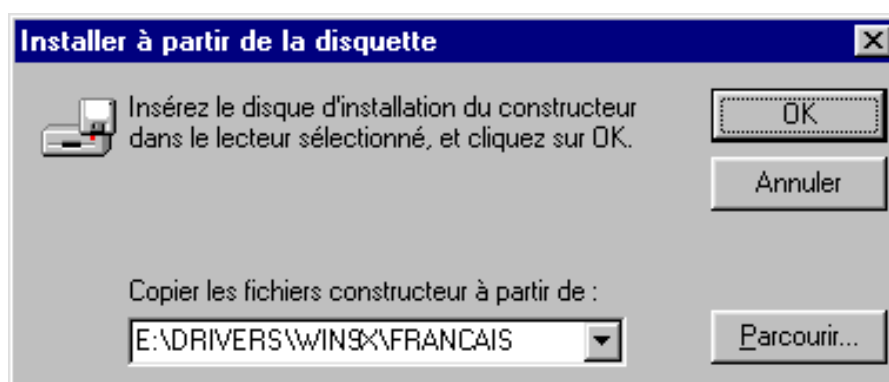 Installer à partir de la disquette
Insérez le disque d'installation du constructeur
dans le lecteur sélectionné, et cliquez sur OK.
OK
Annuler
Copier les fichiers constructeur à partir de :
E:\DRIVERS\WIN9X\FRANCAIS
Parcourir...